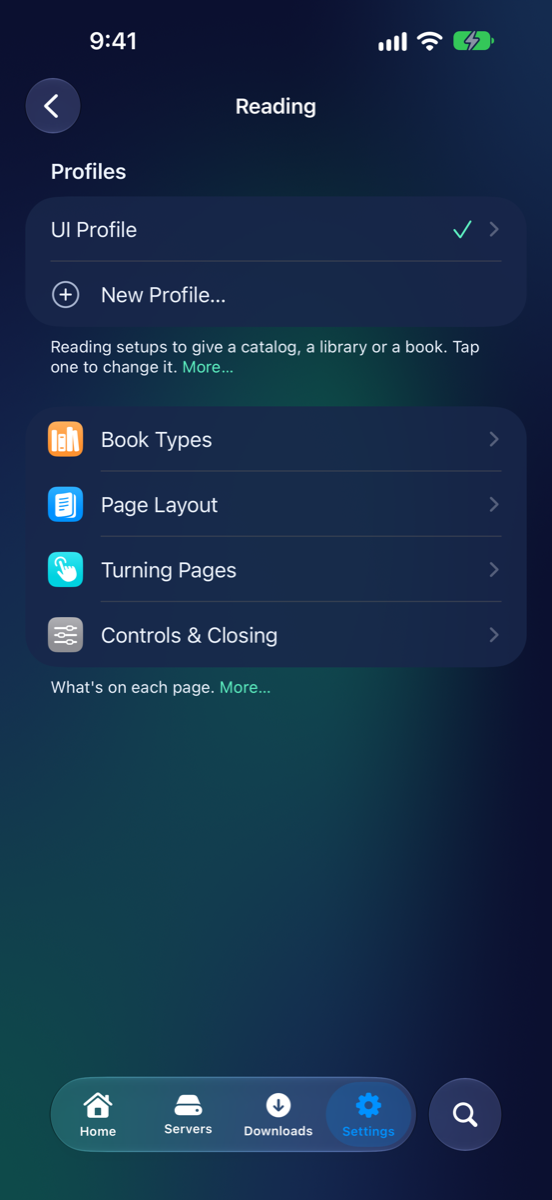 9:41
Reading
Profiles
UI Profile
New Profile...
Reading setups to give a catalog, a library or a book. Tap
one to change it. More...
Book Types
Page Layout
Turning Pages
Controls & Closing
What's on each page. More...
Home
Servers
Downloads
Settings